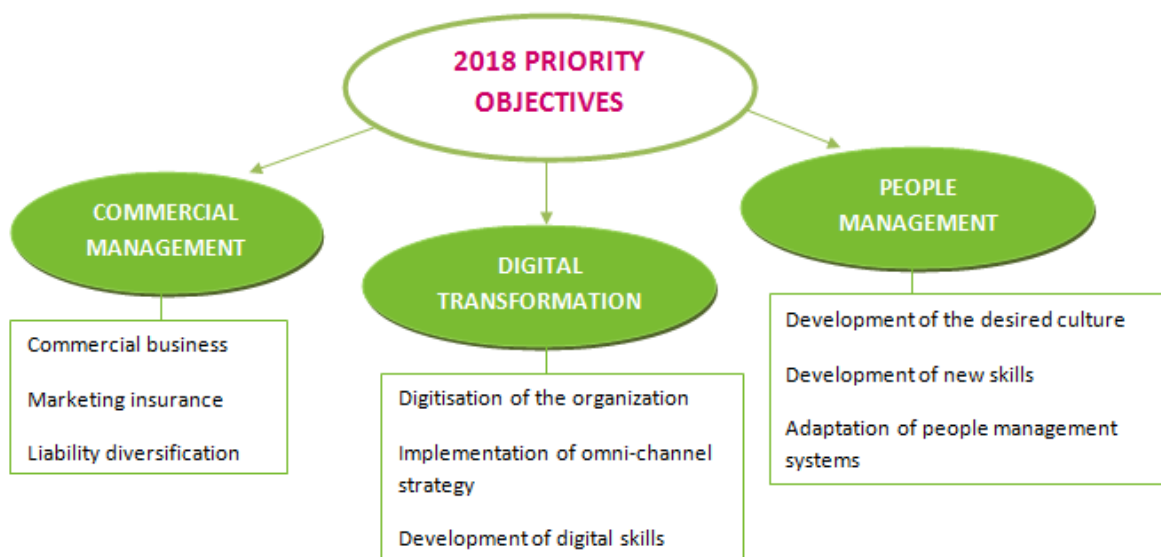 2018 PRIORITY
OBJECTIVES
COMMERCIAL
MANAGEMENT
Commercial business
Marketing insurance
Liability diversification
DIGITAL
TRANSFORMATION
Digitisation of the organization
Implementation of omni-channel
strategy
Development of digital skills
PEOPLE
MANAGEMENT
Development of the desired culture
Development of new skills
Adaptation of people management
systems